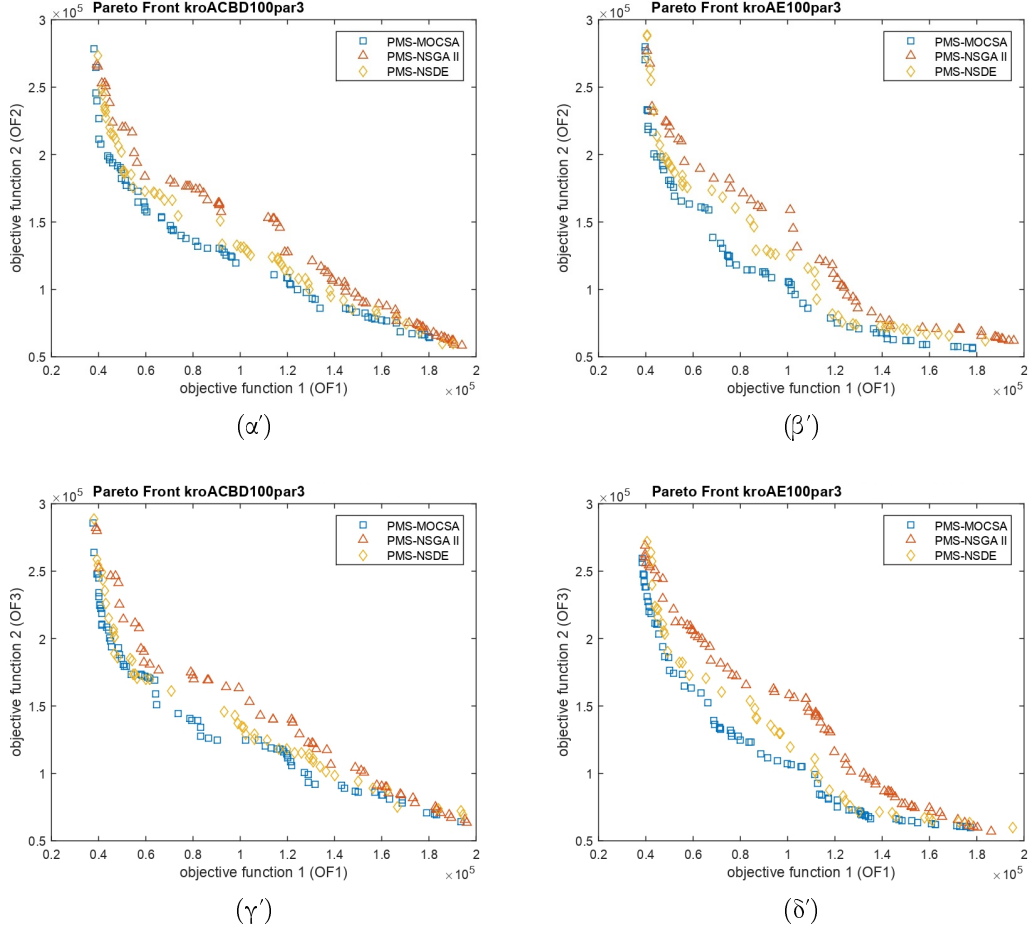 Pareto Front kroACBD100par3
× 10⁵
3
2.5
2
1.5
1
0.5
objective function 2 (OF2)
PMS-MOCSA
PMS-NSGA II
PMS-NSDE
0.2 0.4 0.6 0.8 1 1.2 1.4 1.6 1.8 2
× 10⁵
objective function 1 (OF1)
(α′)
Pareto Front kroAE100par3
× 10⁵
3
2.5
2
1.5
1
0.5
objective function 2 (OF2)
PMS-MOCSA
PMS-NSGA II
PMS-NSDE
0.2 0.4 0.6 0.8 1 1.2 1.4 1.6 1.8 2
× 10⁵
objective function 1 (OF1)
(β′)
Pareto Front kroACBD100par3
× 10⁵
3
2.5
2
1.5
1
0.5
objective function 2 (OF3)
PMS-MOCSA
PMS-NSGA II
PMS-NSDE
0.2 0.4 0.6 0.8 1 1.2 1.4 1.6 1.8 2
× 10⁵
objective function 1 (OF1)
(γ′)
Pareto Front kroAE100par3
× 10⁵
3
2.5
2
1.5
1
0.5
objective function 2 (OF3)
PMS-MOCSA
PMS-NSGA II
PMS-NSDE
0.2 0.4 0.6 0.8 1 1.2 1.4 1.6 1.8 2
× 10⁵
objective function 1 (OF1)
(δ′)